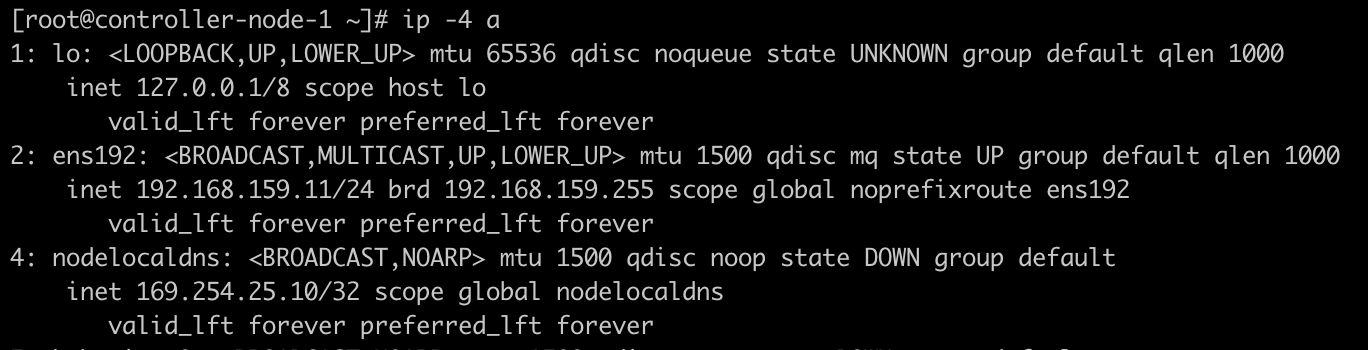 [root@controller-node-1 ~]# ip -4 a
1: lo: <LOOPBACK,UP,LOWER_UP> mtu 65536 qdisc noqueue state UNKNOWN group default qlen 1000
    inet 127.0.0.1/8 scope host lo
       valid_lft forever preferred_lft forever
2: ens192: <BROADCAST,MULTICAST,UP,LOWER_UP> mtu 1500 qdisc mq state UP group default qlen 1000
    inet 192.168.159.11/24 brd 192.168.159.255 scope global noprefixroute ens192
       valid_lft forever preferred_lft forever
4: nodelocaldns: <BROADCAST,NOARP> mtu 1500 qdisc noop state DOWN group default
    inet 169.254.25.10/32 scope global nodelocaldns
       valid_lft forever preferred_lft forever